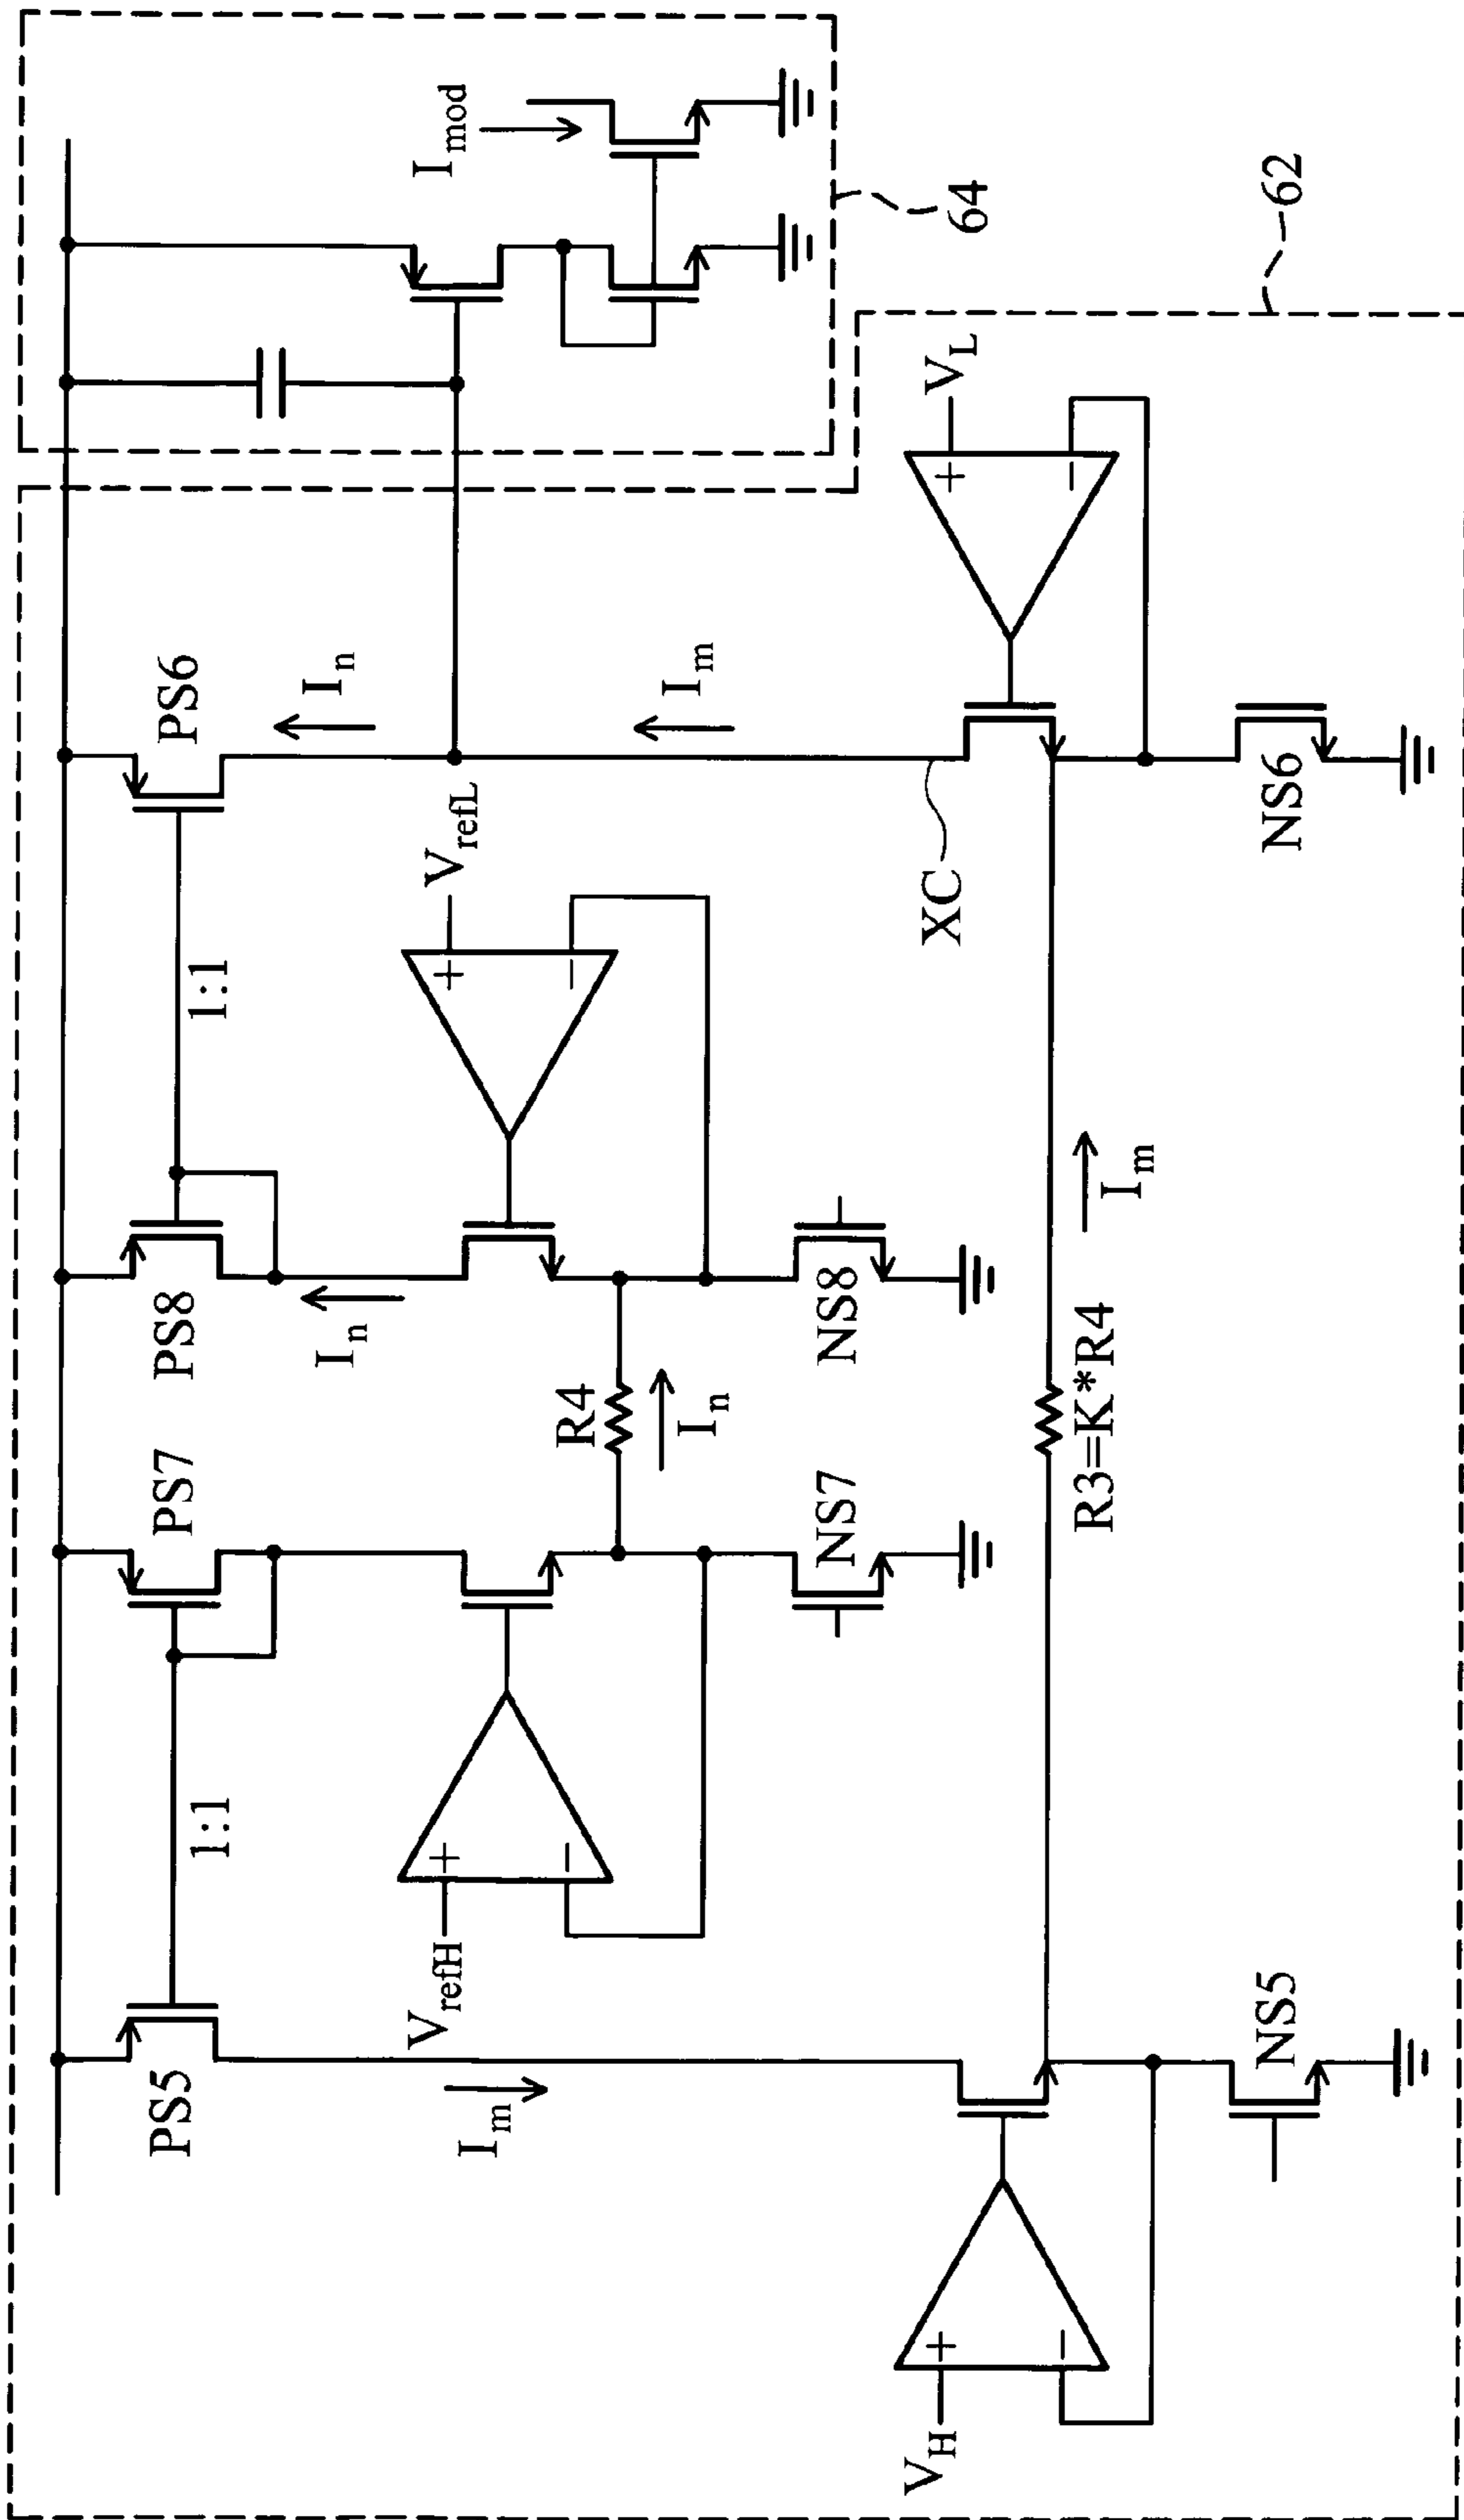 PS5
1:1
PS7
PS8
1:1
PS6
I_m
V_refH
V_refL
I_n
I_n
I_m
I_mod
64
R4
I_n
NS7
NS8
XC
V_H
V_L
+
−
+
−
+
−
+
−
I_m
R3=K*R4
NS5
NS6
62